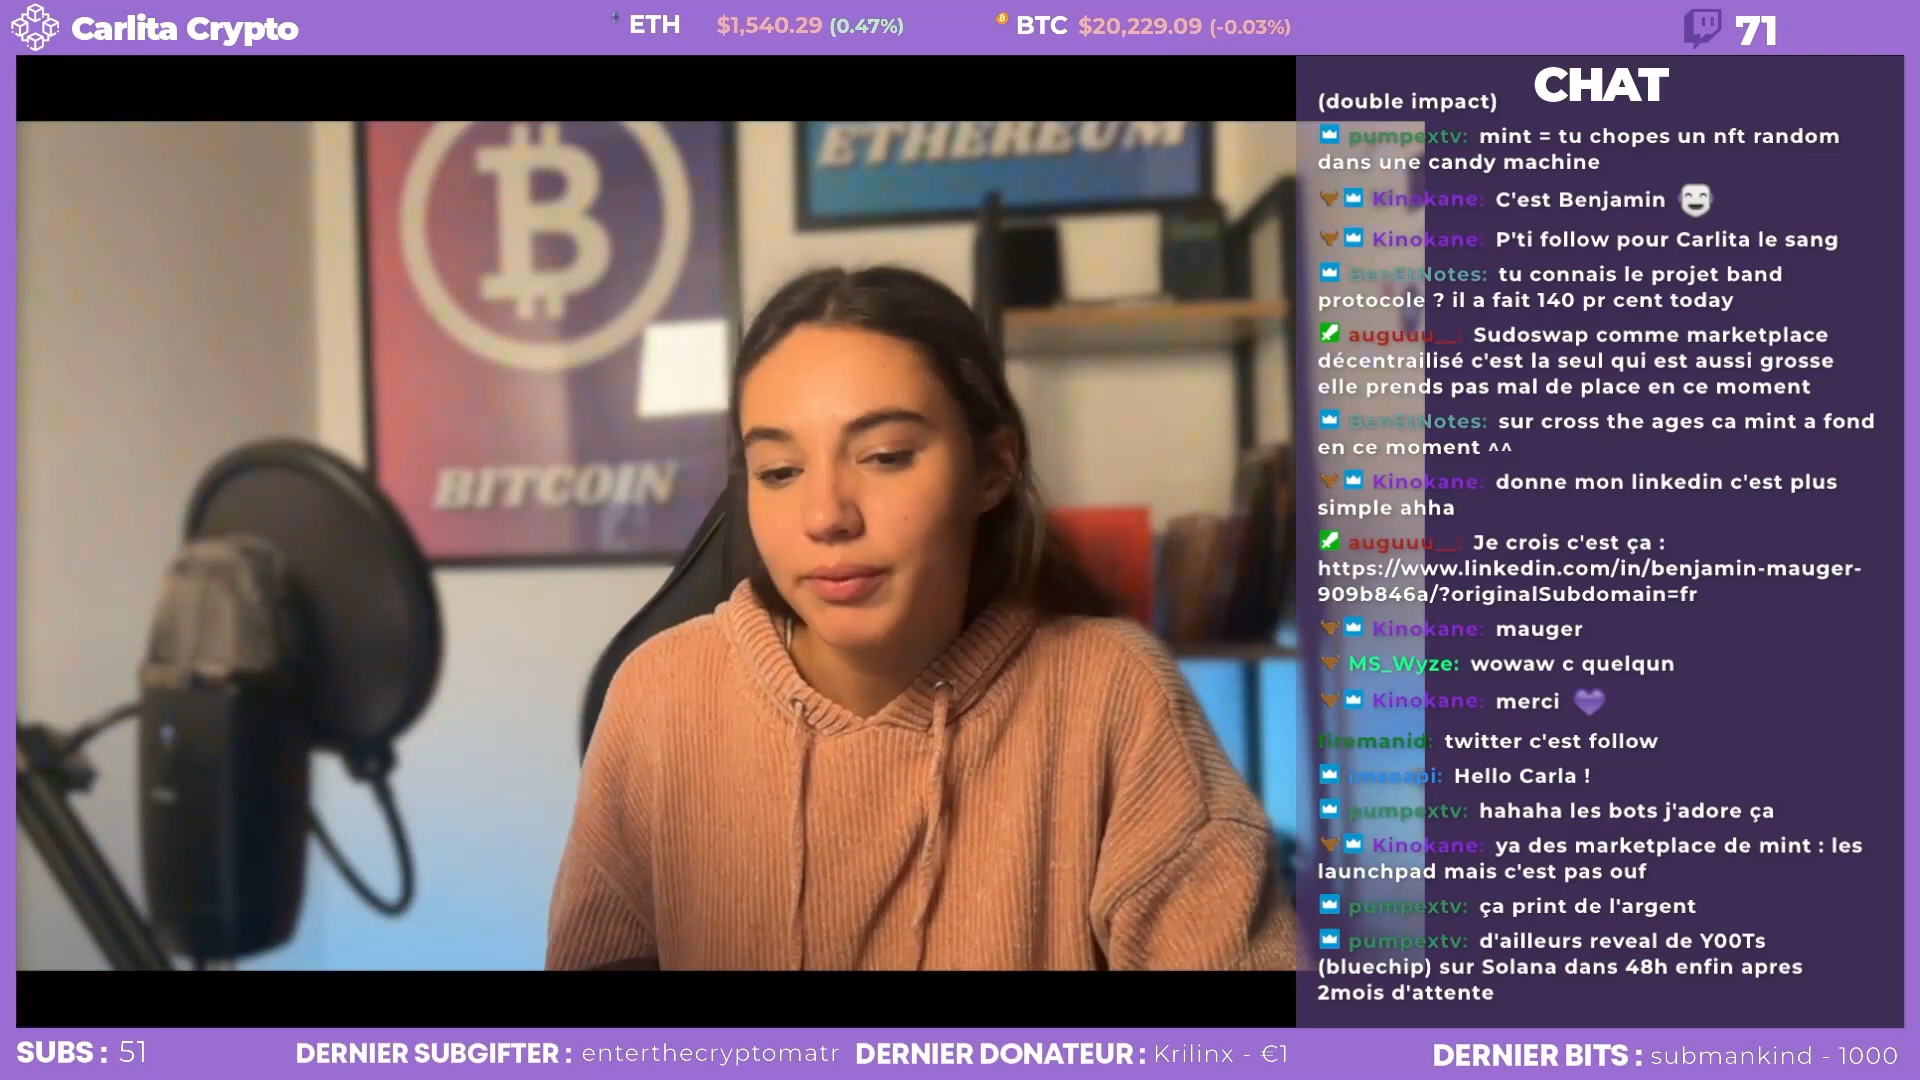 Carlita Crypto
ETH $1,540.29 (0.47%)
BTC $20,229.09 (-0.03%)
71
ETHEREUM
BITCOIN
CHAT
(double impact)
pumpextv: mint = tu chopes un nft random
dans une candy machine
Kinokane: C'est Benjamin
Kinokane: P'ti follow pour Carlita le sang
BenEtNotes: tu connais le projet band
protocole ? il a fait 140 pr cent today
auguuu__: Sudoswap comme marketplace
décentrailisé c'est la seul qui est aussi grosse
elle prends pas mal de place en ce moment
BenEtNotes: sur cross the ages ca mint a fond
en ce moment ^^
Kinokane: donne mon linkedin c'est plus
simple ahha
auguuu__: Je crois c'est ça :
https://www.linkedin.com/in/benjamin-mauger-
909b846a/?originalSubdomain=fr
Kinokane: mauger
MS_Wyze: wowaw c quelqun
Kinokane: merci
firemanid: twitter c'est follow
imsoapi: Hello Carla !
pumpextv: hahaha les bots j'adore ça
Kinokane: ya des marketplace de mint : les
launchpad mais c'est pas ouf
pumpextv: ça print de l'argent
pumpextv: d'ailleurs reveal de Y00Ts
(bluechip) sur Solana dans 48h enfin apres
2mois d'attente
SUBS : 51
DERNIER SUBGIFTER : enterthecryptomatr
DERNIER DONATEUR : Krilinx - €1
DERNIER BITS : submankind - 1000